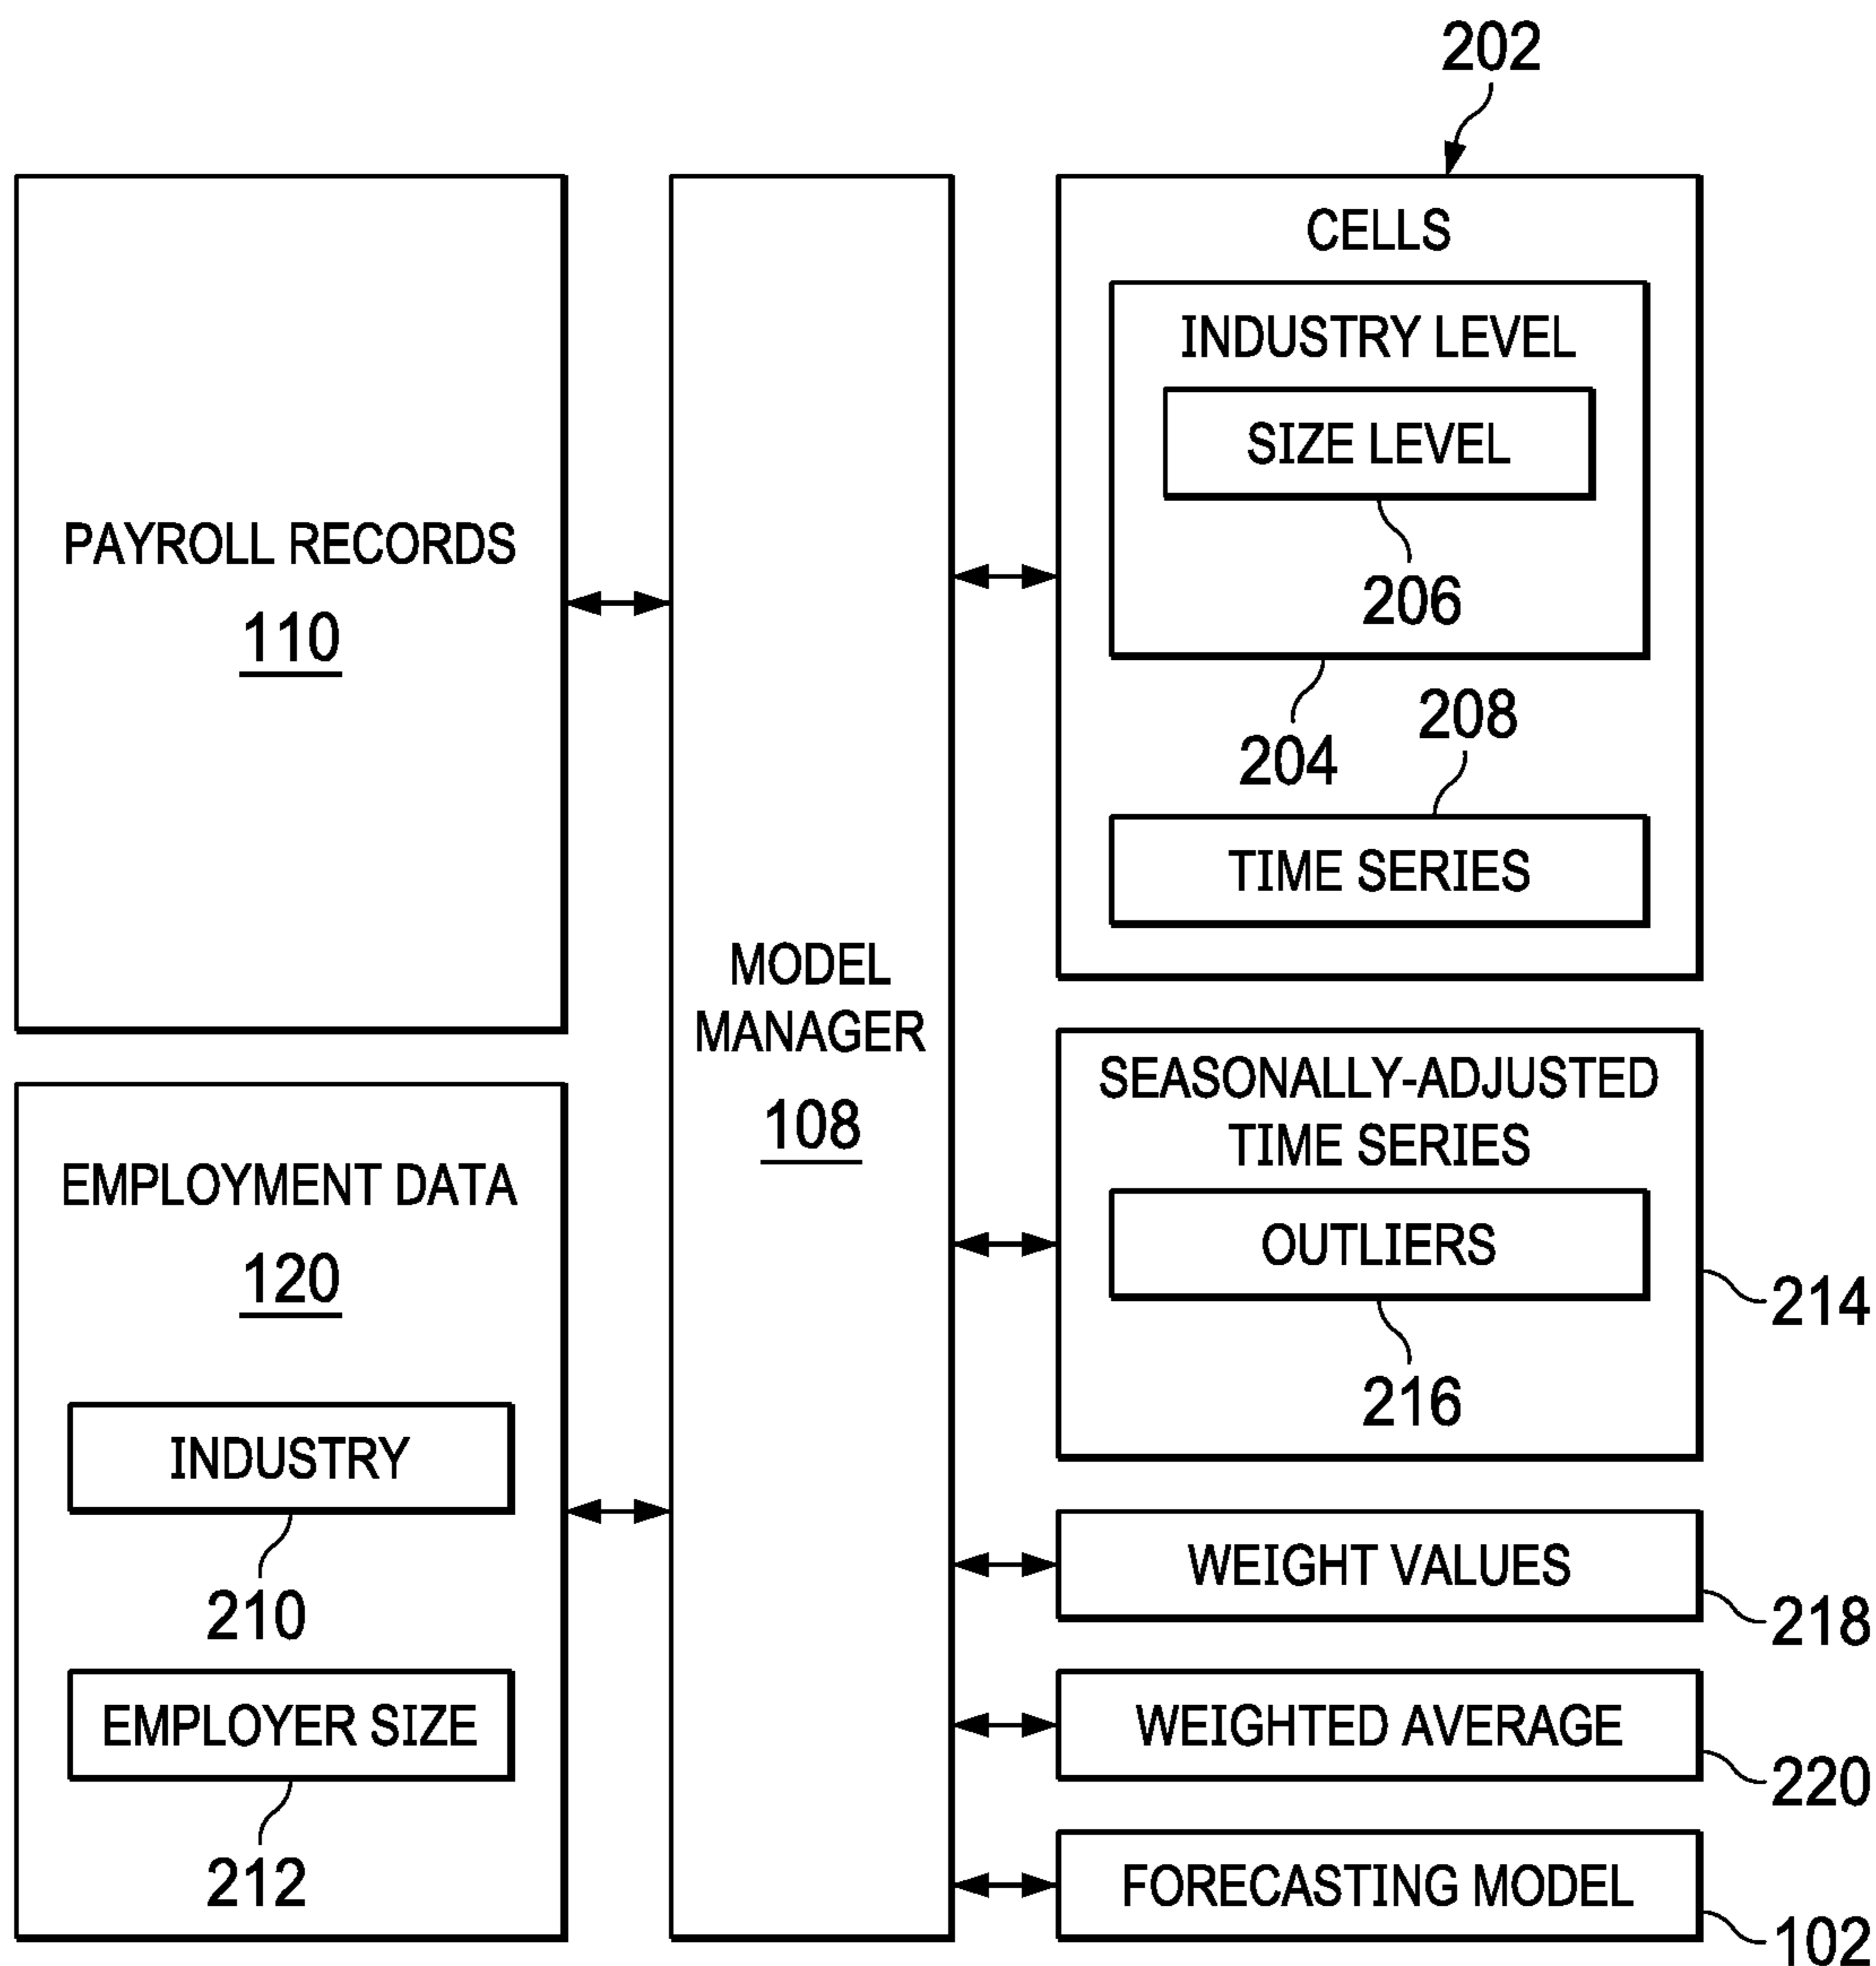 202
PAYROLL RECORDS
110
EMPLOYMENT DATA
120
INDUSTRY
210
EMPLOYER SIZE
212
MODEL
MANAGER
108
CELLS
INDUSTRY LEVEL
SIZE LEVEL
206
204
208
TIME SERIES
SEASONALLY-ADJUSTED
TIME SERIES
OUTLIERS
216
214
WEIGHT VALUES
218
WEIGHTED AVERAGE
220
FORECASTING MODEL
102